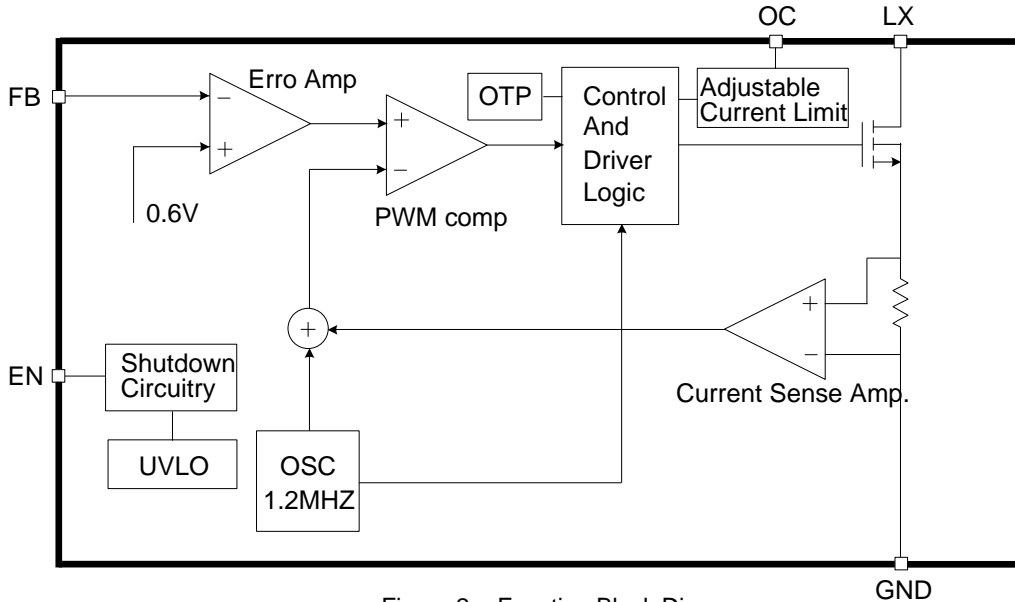 OC LX
FB
Erro Amp
−
+
0.6V
+
−
PWM comp
OTP
Control
And
Driver
Logic
Adjustable
Current Limit
+
+
−
Current Sense Amp.
EN
Shutdown
Circuitry
UVLO
OSC
1.2MHZ
GND